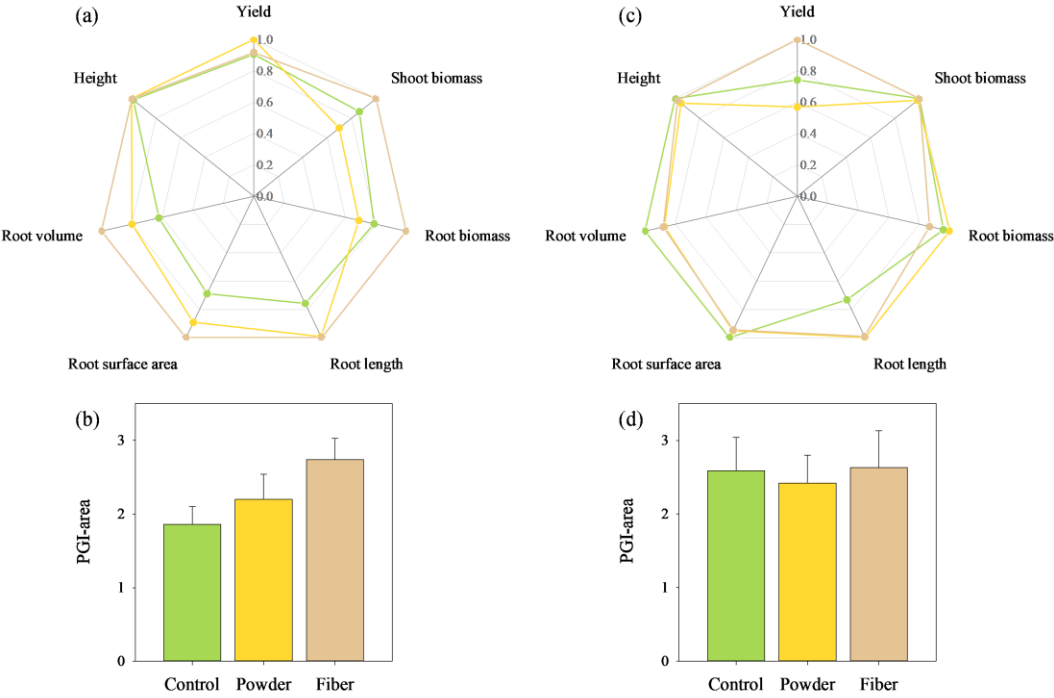 (a)
Yield
1.0
0.8
0.6
0.4
0.2
0.0
Height
Shoot biomass
Root volume
Root biomass
Root surface area
Root length
(c)
Yield
1.0
0.8
0.6
0.4
0.2
0.0
Height
Shoot biomass
Root volume
Root biomass
Root surface area
Root length
(b)
PGI-area
3
2
1
0
Control Powder Fiber
(d)
PGI-area
3
2
1
0
Control Powder Fiber